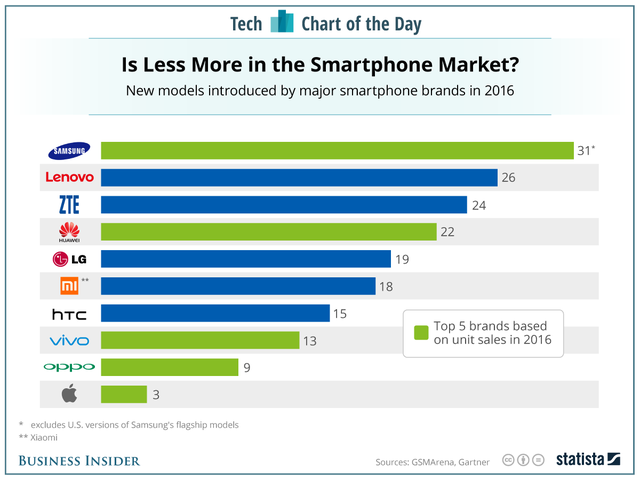 Tech Chart of the Day
Is Less More in the Smartphone Market?
New models introduced by major smartphone brands in 2016
SAMSUNG 31*
Lenovo 26
ZTE 24
HUAWEI 22
LG 19
mi ** 18
hTC 15
vivo 13
oppo 9
3
Top 5 brands based
on unit sales in 2016
* excludes U.S. versions of Samsung's flagship models
** Xiaomi
BUSINESS INSIDER
Sources: GSMArena, Gartner
cc
statista